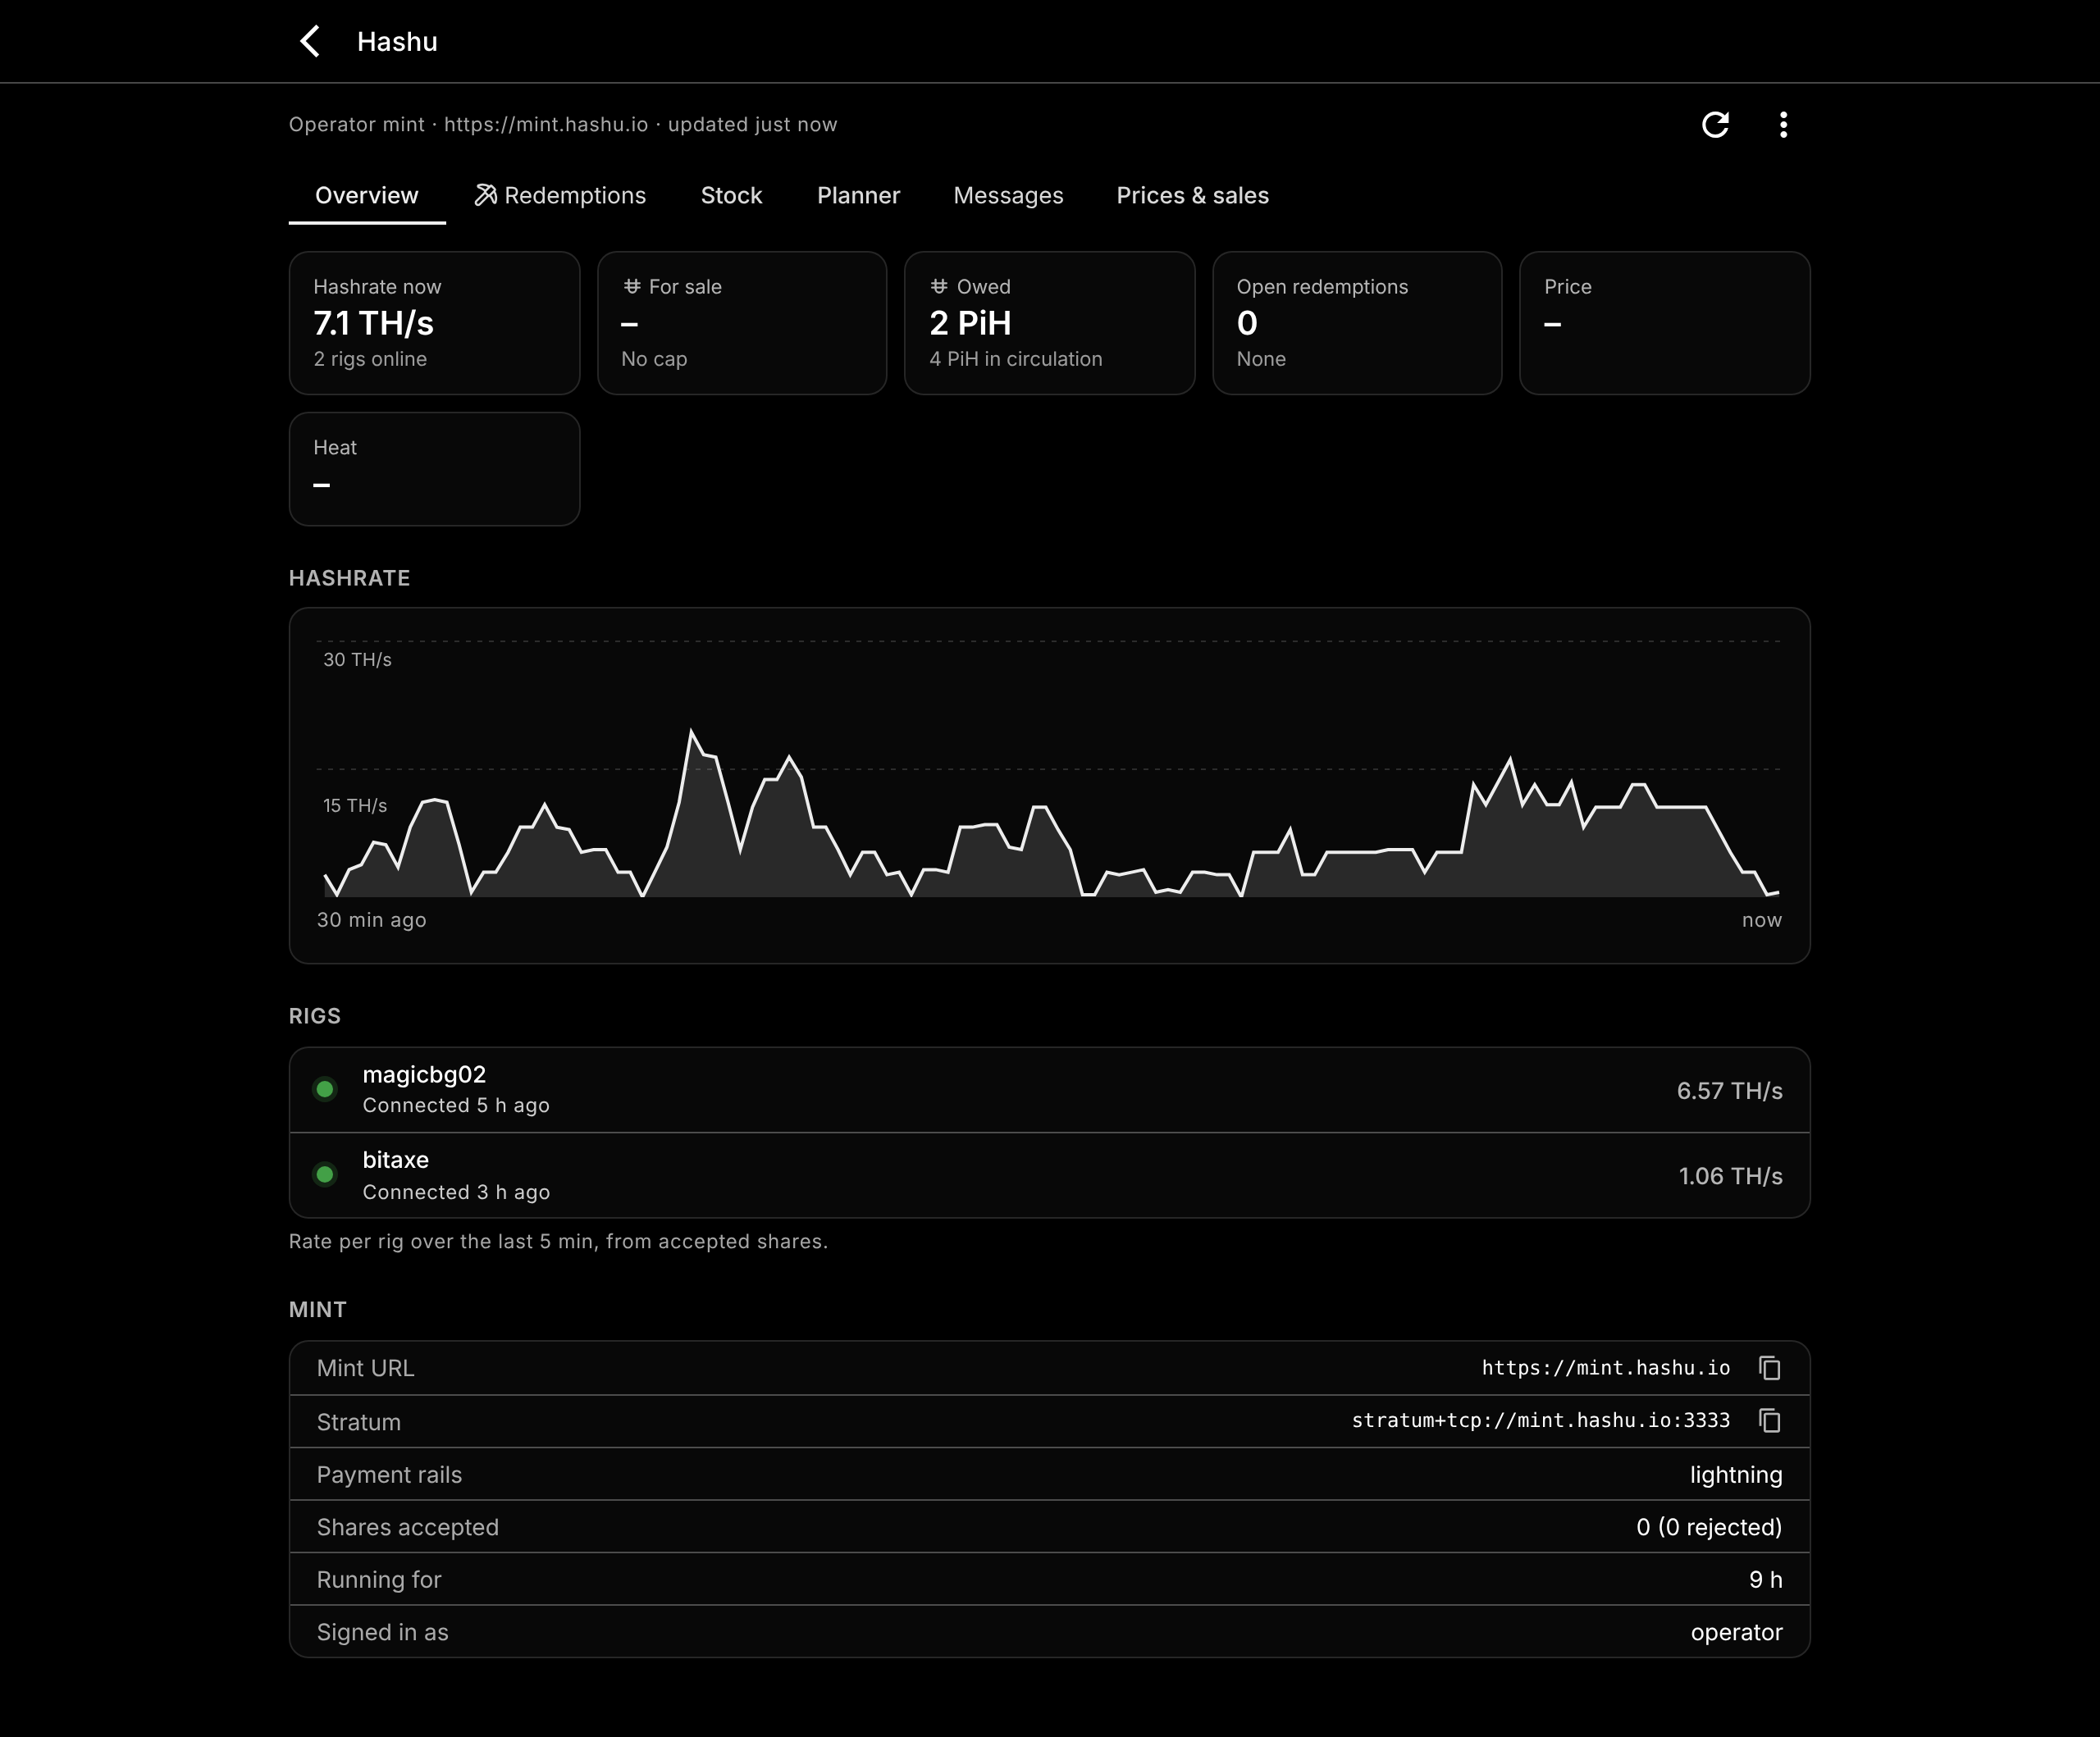 Hashu
Operator mint · https://mint.hashu.io · updated just now
Overview Redemptions Stock Planner Messages Prices & sales
Hashrate now
7.1 TH/s
2 rigs online
For sale
–
No cap
Owed
2 PiH
4 PiH in circulation
Open redemptions
0
None
Price
–
Heat
–
HASHRATE
30 TH/s
15 TH/s
30 min ago now
RIGS
magicbg02
Connected 5 h ago
6.57 TH/s
bitaxe
Connected 3 h ago
1.06 TH/s
Rate per rig over the last 5 min, from accepted shares.
MINT
Mint URL https://mint.hashu.io
Stratum stratum+tcp://mint.hashu.io:3333
Payment rails lightning
Shares accepted 0 (0 rejected)
Running for 9 h
Signed in as operator